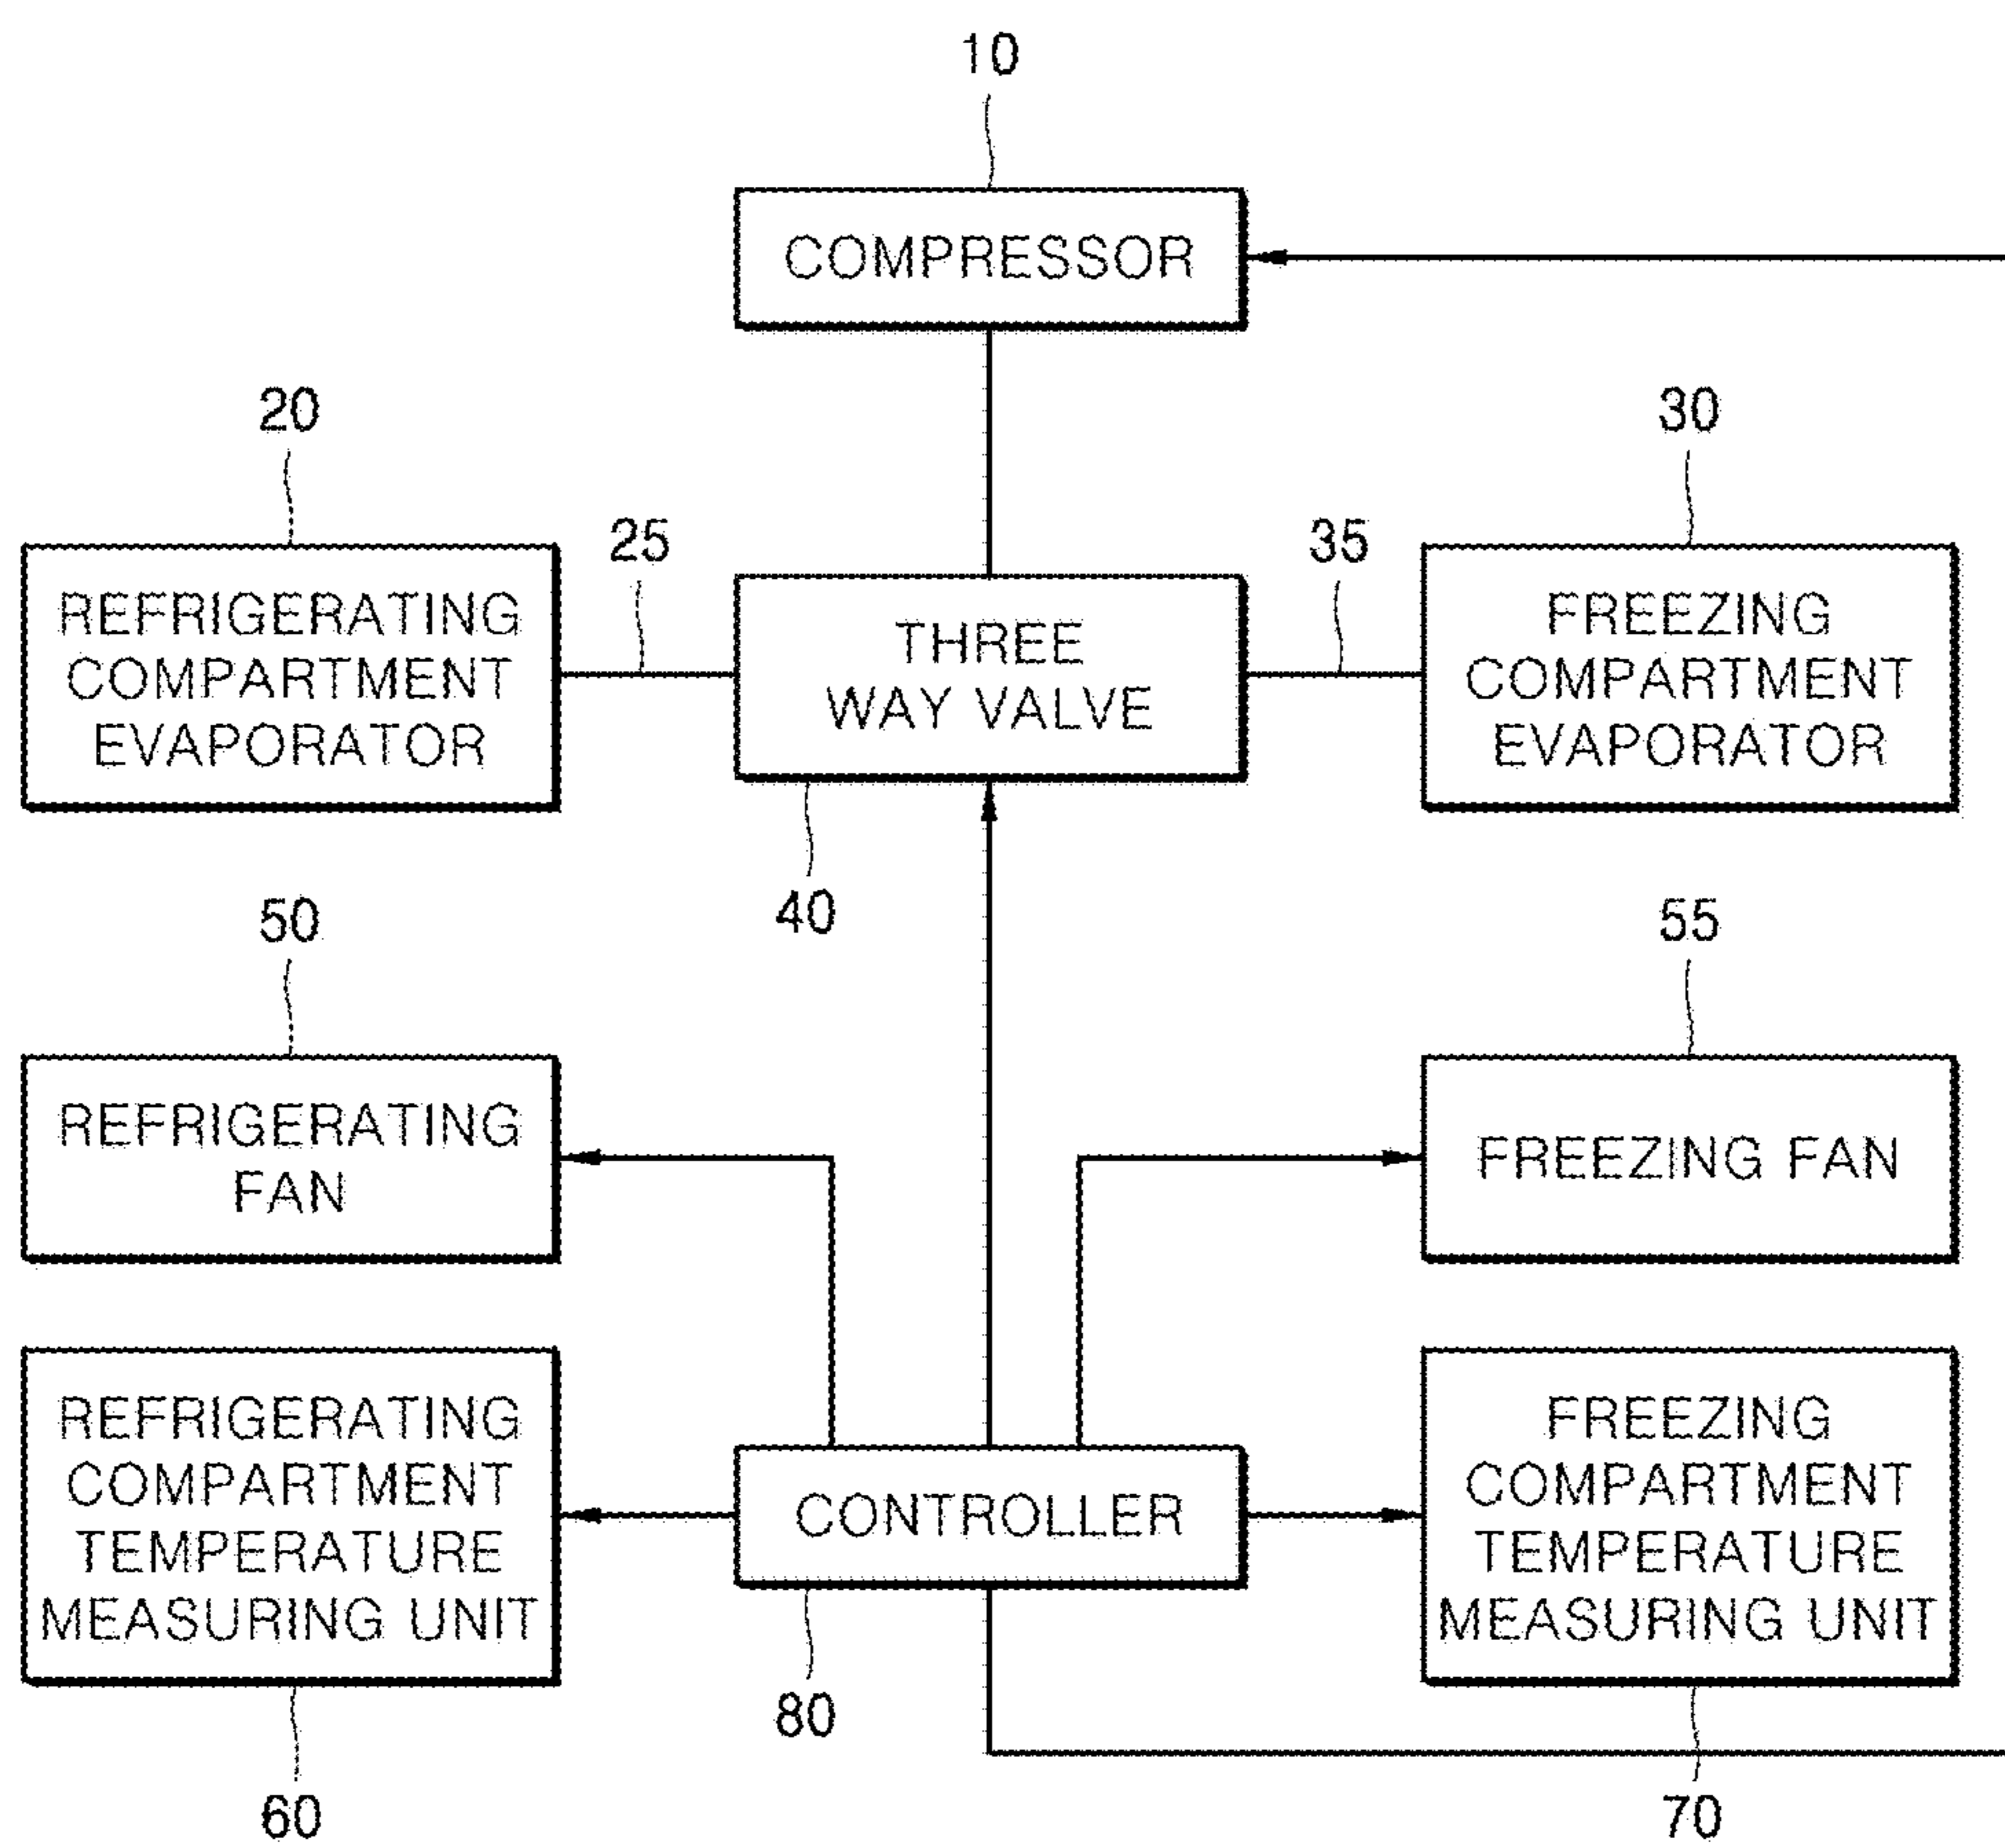 10
COMPRESSOR
20
30
25
35
REFRIGERATING
COMPARTMENT
EVAPORATOR
THREE
WAY VALVE
FREEZING
COMPARTMENT
EVAPORATOR
40
50
55
REFRIGERATING
FAN
FREEZING FAN
REFRIGERATING
COMPARTMENT
TEMPERATURE
MEASURING UNIT
CONTROLLER
FREEZING
COMPARTMENT
TEMPERATURE
MEASURING UNIT
80
60
70